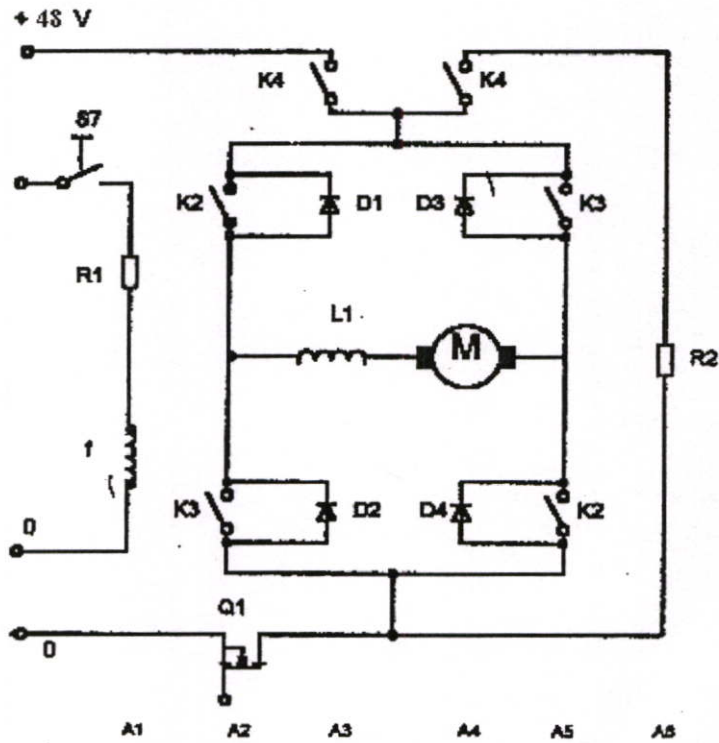 + 48 V
K4 K4
S7
K2 D1 D3 K3
R1
L1
M
R2
f
K3 D2 D4 K2
0
Q1
0
A1 A2 A3 A4 A5 A6